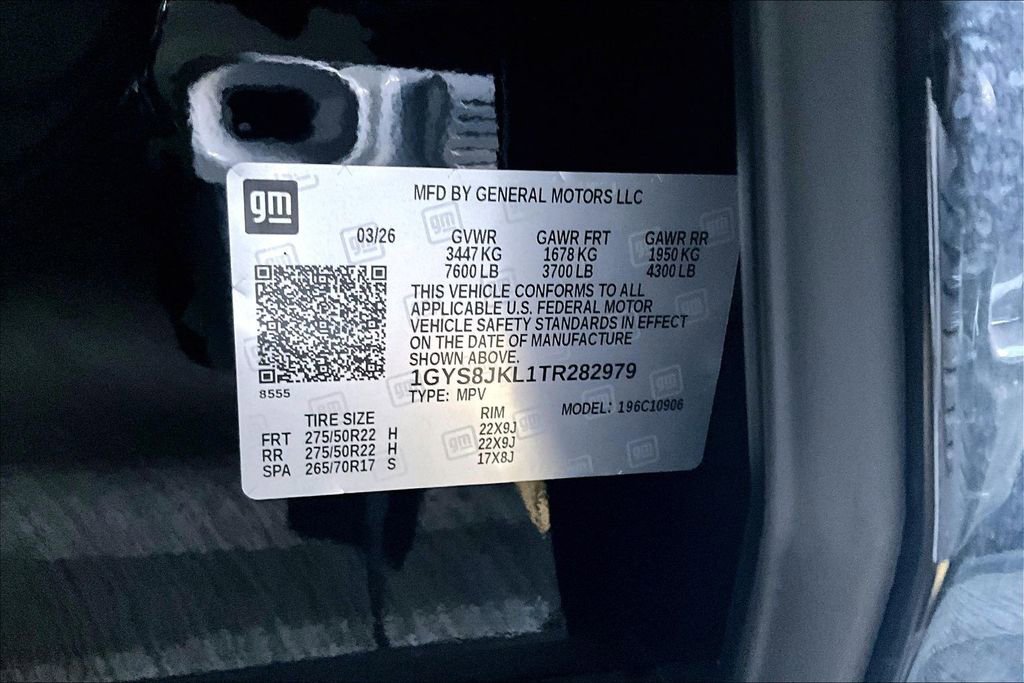 gm
MFD BY GENERAL MOTORS LLC
03/26 GVWR GAWR FRT GAWR RR
3447 KG 1678 KG 1950 KG
7600 LB 3700 LB 4300 LB
THIS VEHICLE CONFORMS TO ALL
APPLICABLE U.S. FEDERAL MOTOR
VEHICLE SAFETY STANDARDS IN EFFECT
ON THE DATE OF MANUFACTURE
SHOWN ABOVE.
1GYS8JKL1TR282979
8555
TYPE: MPV MODEL: 196C10906
TIRE SIZE RIM
FRT 275/50R22 H 22X9J
RR 275/50R22 H 22X9J
SPA 265/70R17 S 17X8J